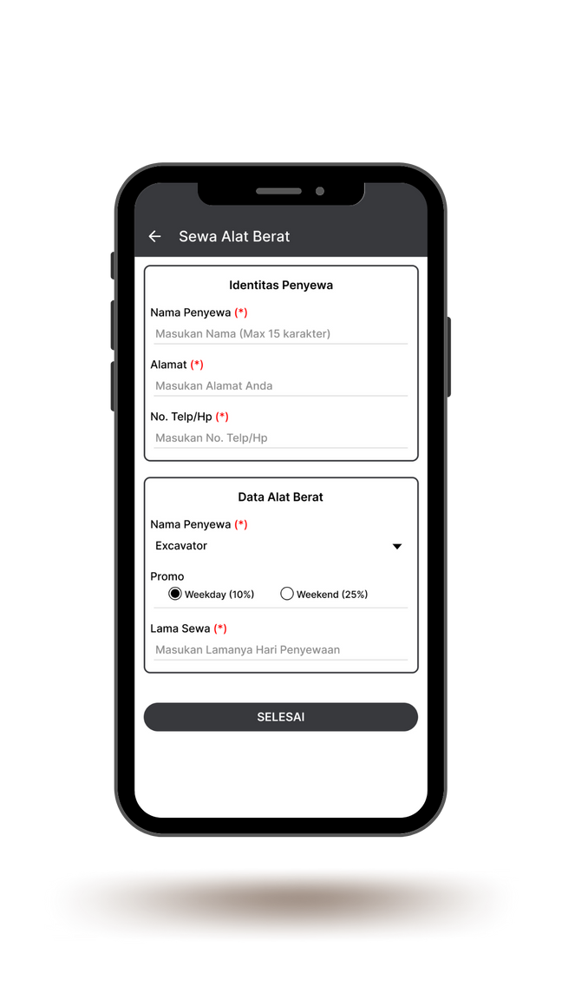 Sewa Alat Berat
Identitas Penyewa
Nama Penyewa (*)
Masukan Nama (Max 15 karakter)
Alamat (*)
Masukan Alamat Anda
No. Telp/Hp (*)
Masukan No. Telp/Hp
Data Alat Berat
Nama Penyewa (*)
Excavator
Promo
Weekday (10%) Weekend (25%)
Lama Sewa (*)
Masukan Lamanya Hari Penyewaan
SELESAI